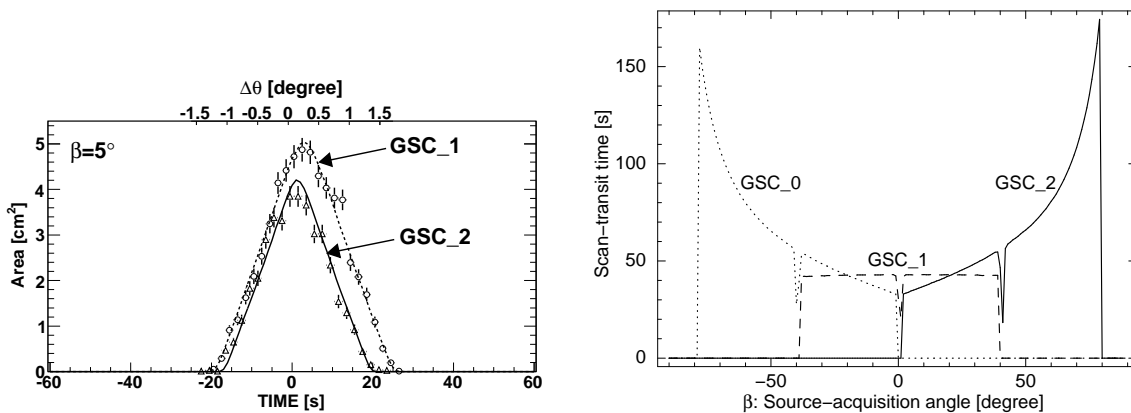 Δθ [degree]
-1.5 -1 -0.5 0 0.5 1 1.5
β=5°
GSC_1
GSC_2
Area [cm²]
5
4
3
2
1
0
-60 -40 -20 0 20 40 60
TIME [s]
Scan−transit time [s]
150
100
50
0
GSC_0
GSC_1
GSC_2
−50 0 50
β: Source−acquisition angle [degree]